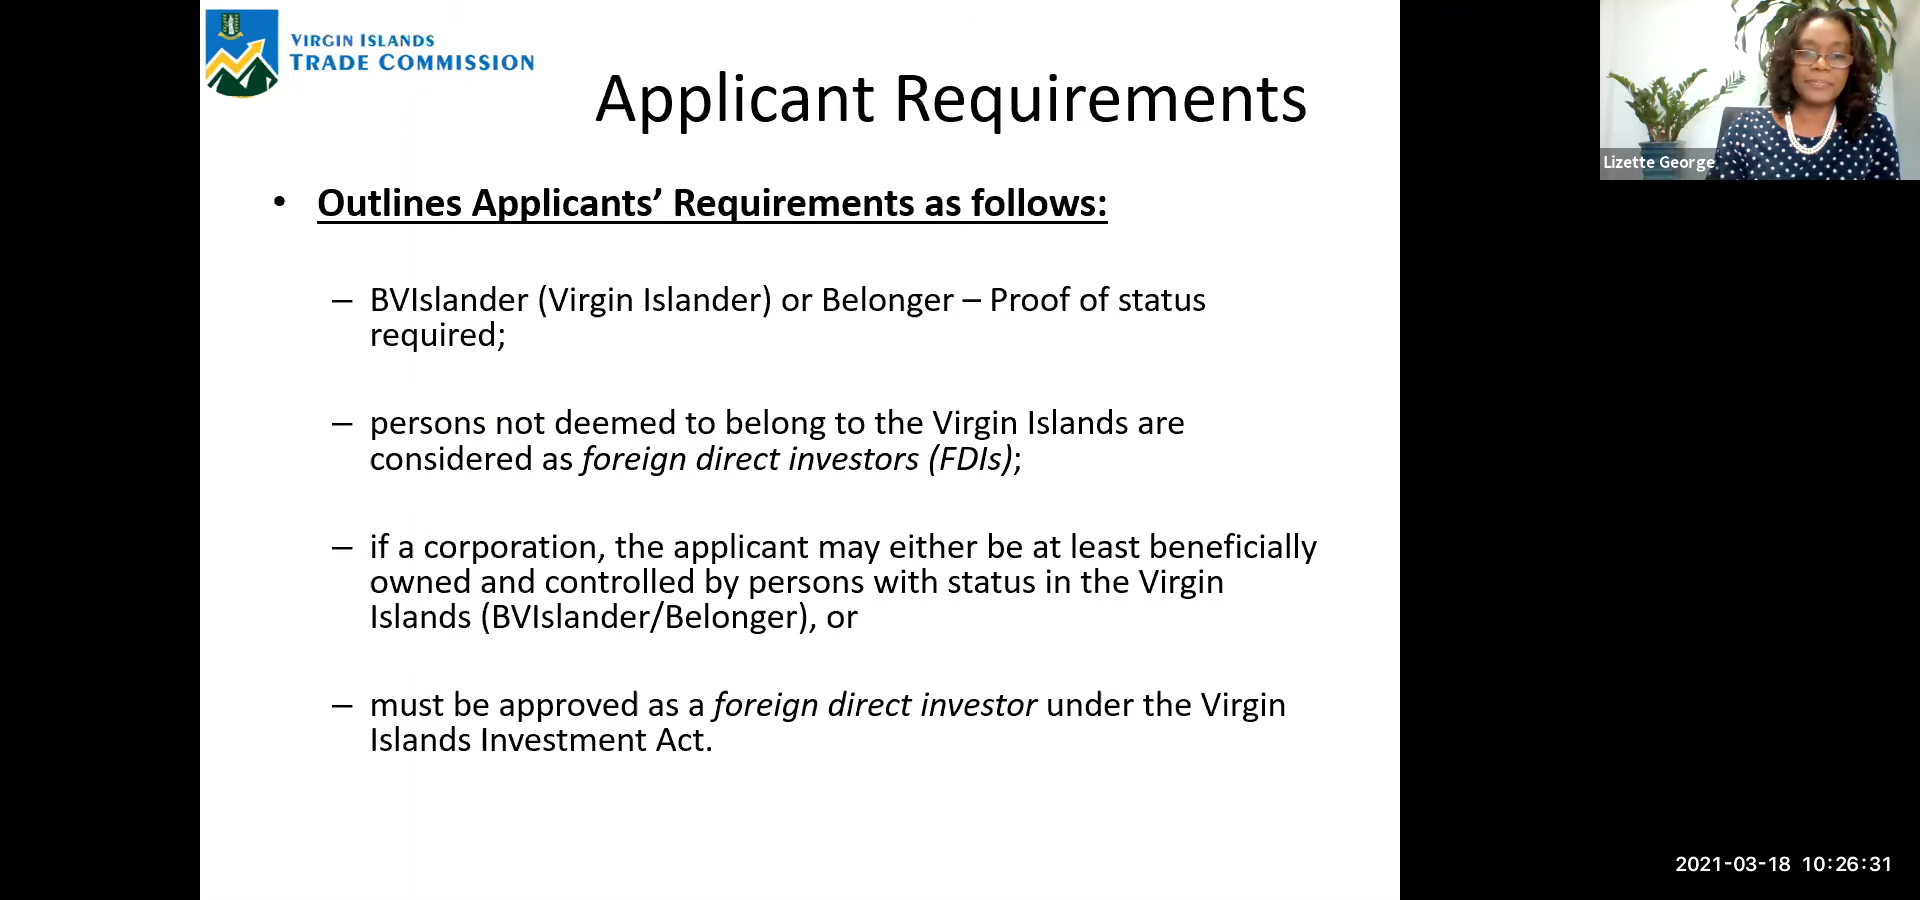 VIRGIN ISLANDS
TRADE COMMISSION
Applicant Requirements
• Outlines Applicants’ Requirements as follows:
– BVIslander (Virgin Islander) or Belonger – Proof of status
required;
– persons not deemed to belong to the Virgin Islands are
considered as foreign direct investors (FDIs);
– if a corporation, the applicant may either be at least beneficially
owned and controlled by persons with status in the Virgin
Islands (BVIslander/Belonger), or
– must be approved as a foreign direct investor under the Virgin
Islands Investment Act.
Lizette George
2021-03-18 10:26:31